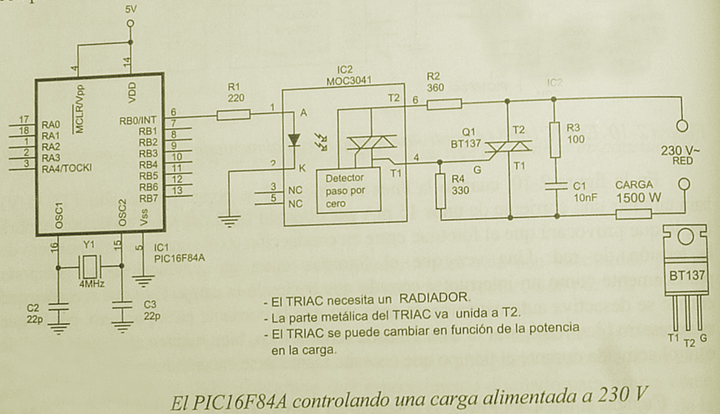 5V
4
14
MCLR/Vpp
VDD
17 RA0
18 RA1
1 RA2
2 RA3
3 RA4/TOCKI
RB0/INT 6
RB1 7
RB2 8
RB3 9
RB4 10
RB5 11
RB6 12
RB7 13
OSC1
OSC2
Vss
16
15
5
IC1
PIC16F84A
Y1
4MHz
C2
22p
C3
22p
R1
220
IC2
MOC3041
1
A
2
K
3 NC
5 NC
Detector
paso por
cero
T2 6
T1 4
R2
360
Q1
BT137
T2
G
T1
R4
330
R3
100
C1
10nF
230 V~
RED
CARGA
1500 W
BT137
T1 T2 G
- El TRIAC necesita un RADIADOR.
- La parte metálica del TRIAC va unida a T2.
- El TRIAC se puede cambiar en función de la potencia
en la carga.
El PIC16F84A controlando una carga alimentada a 230 V